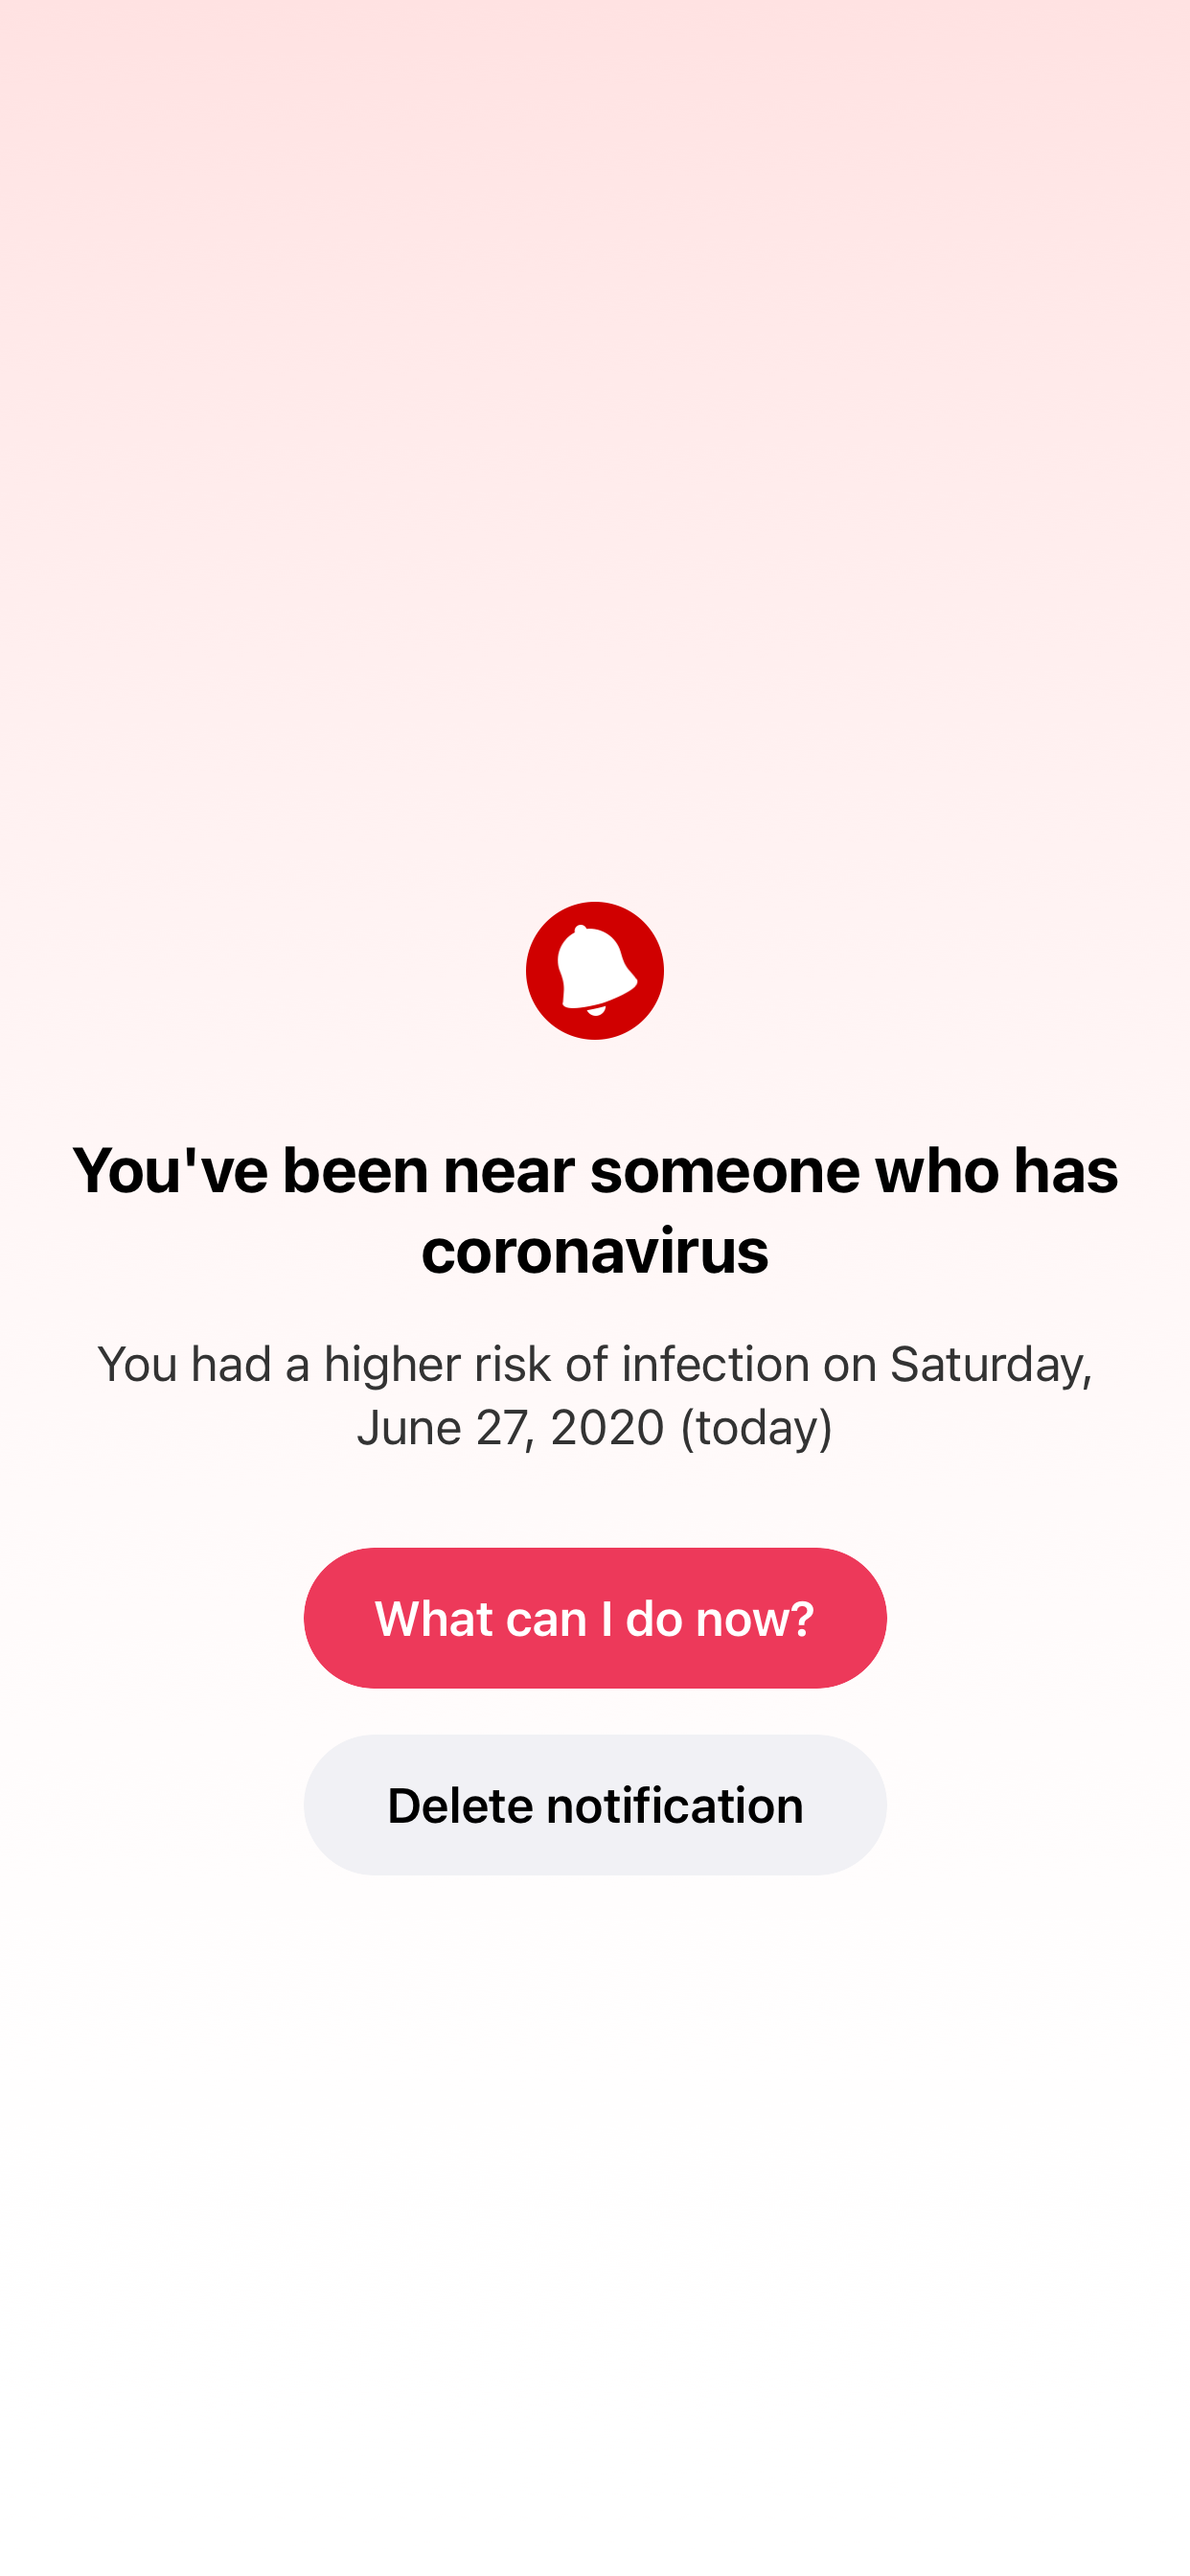 You've been near someone who has
coronavirus
You had a higher risk of infection on Saturday,
June 27, 2020 (today)
What can I do now?
Delete notification